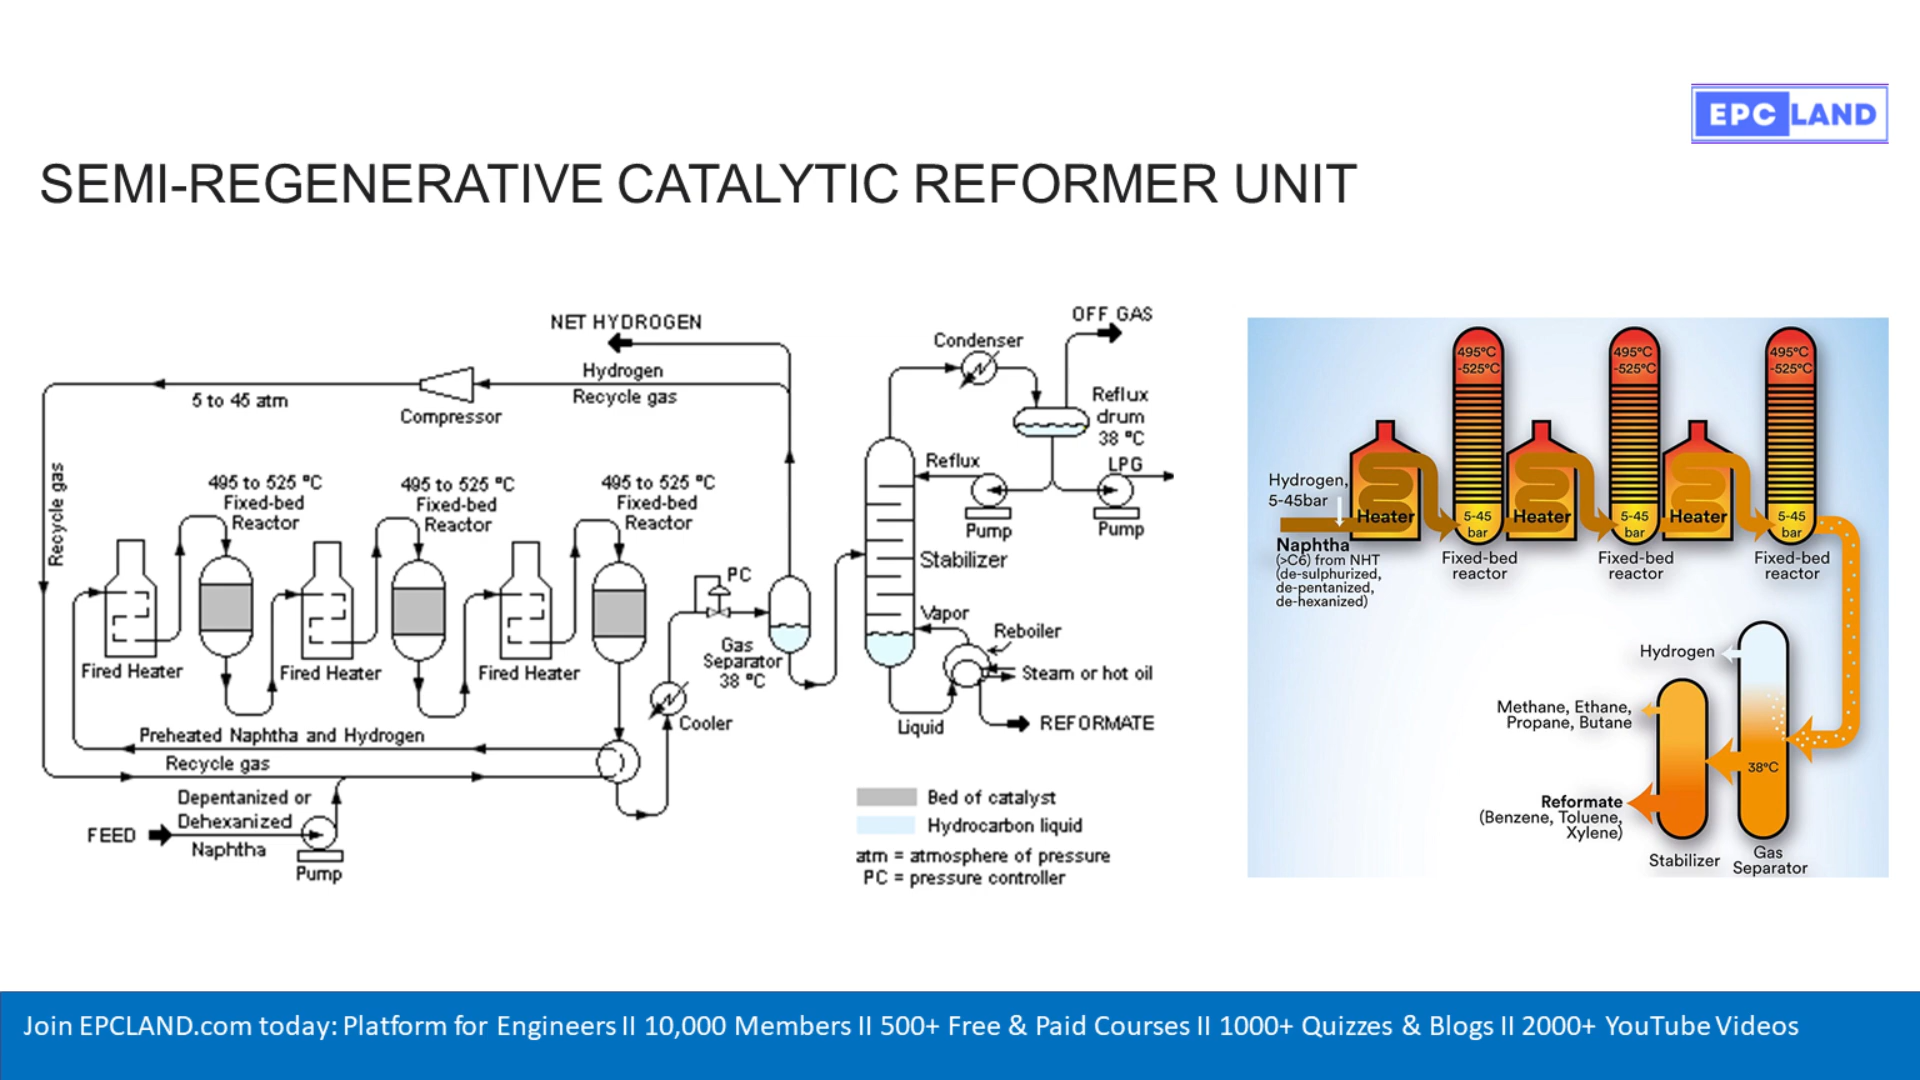 EPC LAND
SEMI-REGENERATIVE CATALYTIC REFORMER UNIT
NET HYDROGEN
OFF GAS
Condenser
Hydrogen
Recycle gas
5 to 45 atm
Compressor
Reflux
drum
38 °C
Reflux
LPG
Pump
Pump
Recycle gas
495 to 525 °C
Fixed-bed
Reactor
495 to 525 °C
Fixed-bed
Reactor
495 to 525 °C
Fixed-bed
Reactor
Stabilizer
PC
Vapor
Reboiler
Gas
Separator
38 °C
Steam or hot oil
Fired Heater
Fired Heater
Fired Heater
Cooler
Liquid
REFORMATE
Preheated Naphtha and Hydrogen
Recycle gas
Depentanized or
Dehexanized
Naphtha
FEED
Pump
Bed of catalyst
Hydrocarbon liquid
atm = atmosphere of pressure
PC = pressure controller
495°C
-525°C
495°C
-525°C
495°C
-525°C
Hydrogen,
5-45bar
Heater
5-45
bar
Heater
5-45
bar
Heater
5-45
bar
Naphtha
(>C6) from NHT
(de-sulphurized,
de-pentanized,
de-hexanized)
Fixed-bed
reactor
Fixed-bed
reactor
Fixed-bed
reactor
Hydrogen
Methane, Ethane,
Propane, Butane
38°C
Reformate
(Benzene, Toluene,
Xylene)
Stabilizer
Gas
Separator
Join EPCLAND.com today: Platform for Engineers II 10,000 Members II 500+ Free & Paid Courses II 1000+ Quizzes & Blogs II 2000+ YouTube Videos